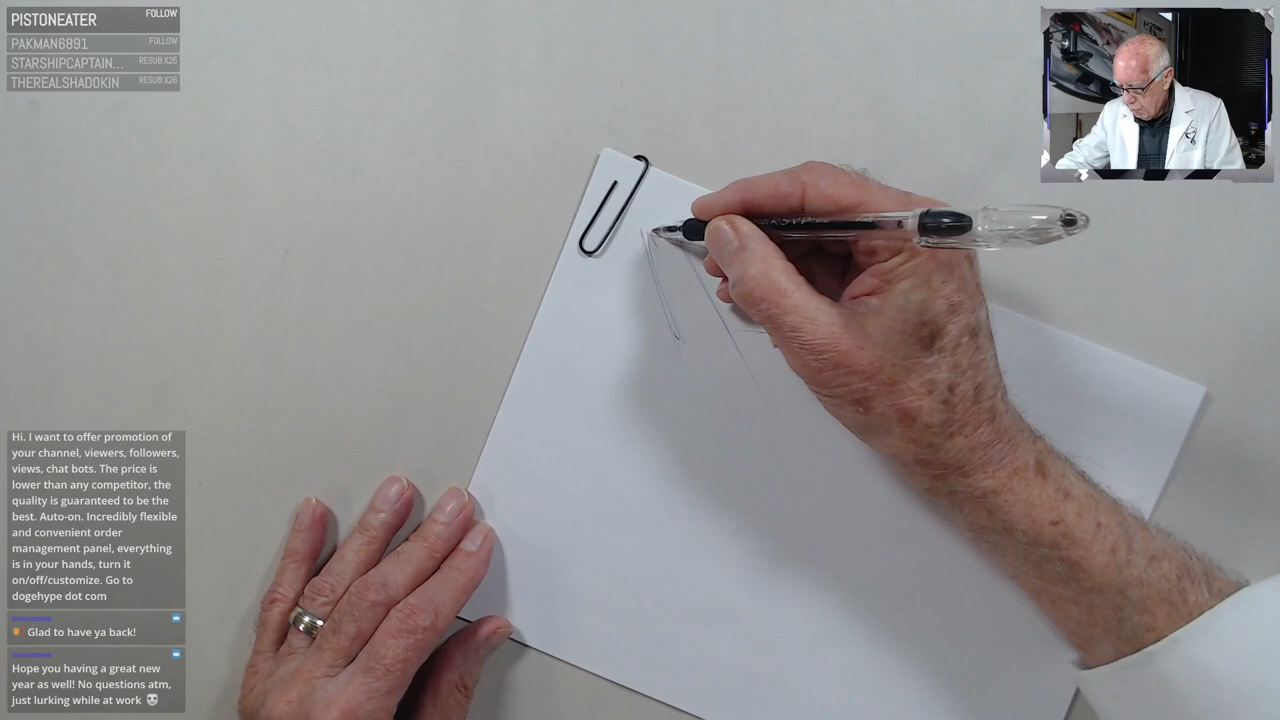 PISTONEATER FOLLOW
PAKMAN6891 FOLLOW
STARSHIPCAPTAIN... RESUB X25
THEREALSHADOKIN RESUB X26
Hi. I want to offer promotion of
your channel, viewers, followers,
views, chat bots. The price is
lower than any competitor, the
quality is guaranteed to be the
best. Auto-on. Incredibly flexible
and convenient order
management panel, everything
is in your hands, turn it
on/off/customize. Go to
dogehype dot com
Glad to have ya back!
Hope you having a great new
year as well! No questions atm,
just lurking while at work